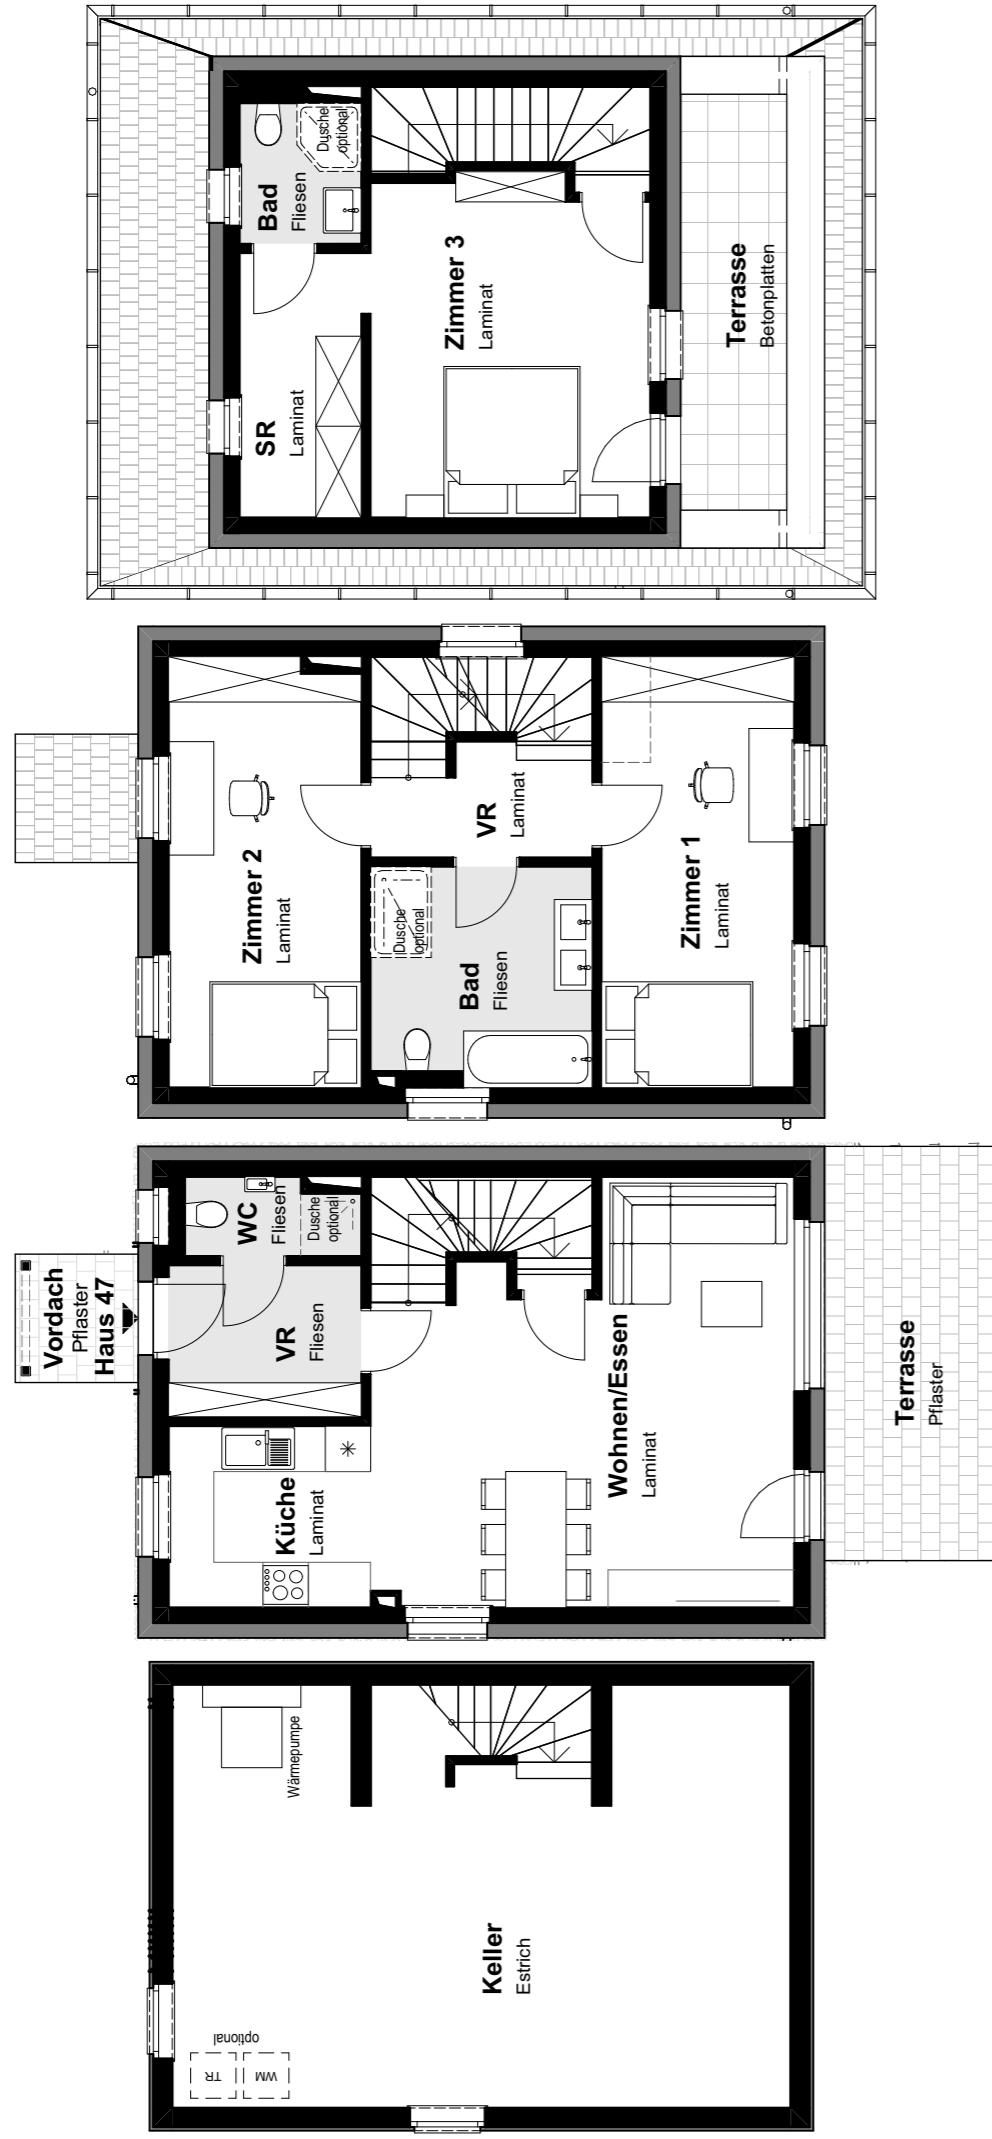 Keller
Estrich
Wärmepumpe
TR
WM
optional
Vordach
Pflaster
Haus 47
WC
Fliesen
Dusche
optional
VR
Fliesen
Küche
Laminat
Wohnen/Essen
Laminat
Terrasse
Pflaster
Zimmer 2
Laminat
VR
Laminat
Dusche
optional
Bad
Fliesen
Zimmer 1
Laminat
Bad
Fliesen
Dusche
optional
SR
Laminat
Zimmer 3
Laminat
Terrasse
Betonplatten